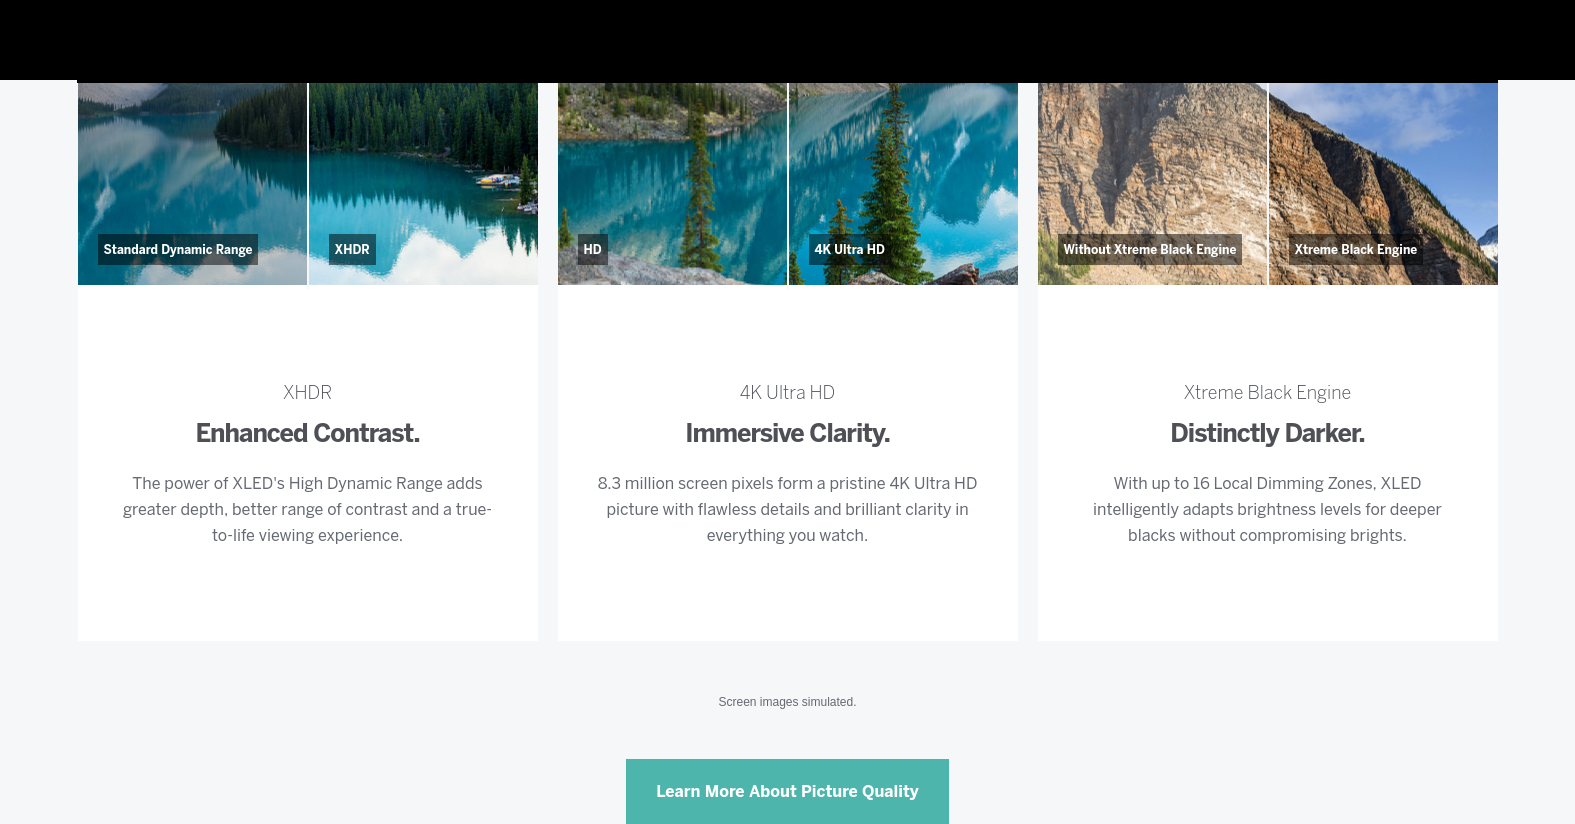 Standard Dynamic Range
XHDR
HD
4K Ultra HD
Without Xtreme Black Engine
Xtreme Black Engine
XHDR
Enhanced Contrast.
The power of XLED's High Dynamic Range adds
greater depth, better range of contrast and a true-
to-life viewing experience.
4K Ultra HD
Immersive Clarity.
8.3 million screen pixels form a pristine 4K Ultra HD
picture with flawless details and brilliant clarity in
everything you watch.
Xtreme Black Engine
Distinctly Darker.
With up to 16 Local Dimming Zones, XLED
intelligently adapts brightness levels for deeper
blacks without compromising brights.
Screen images simulated.
Learn More About Picture Quality